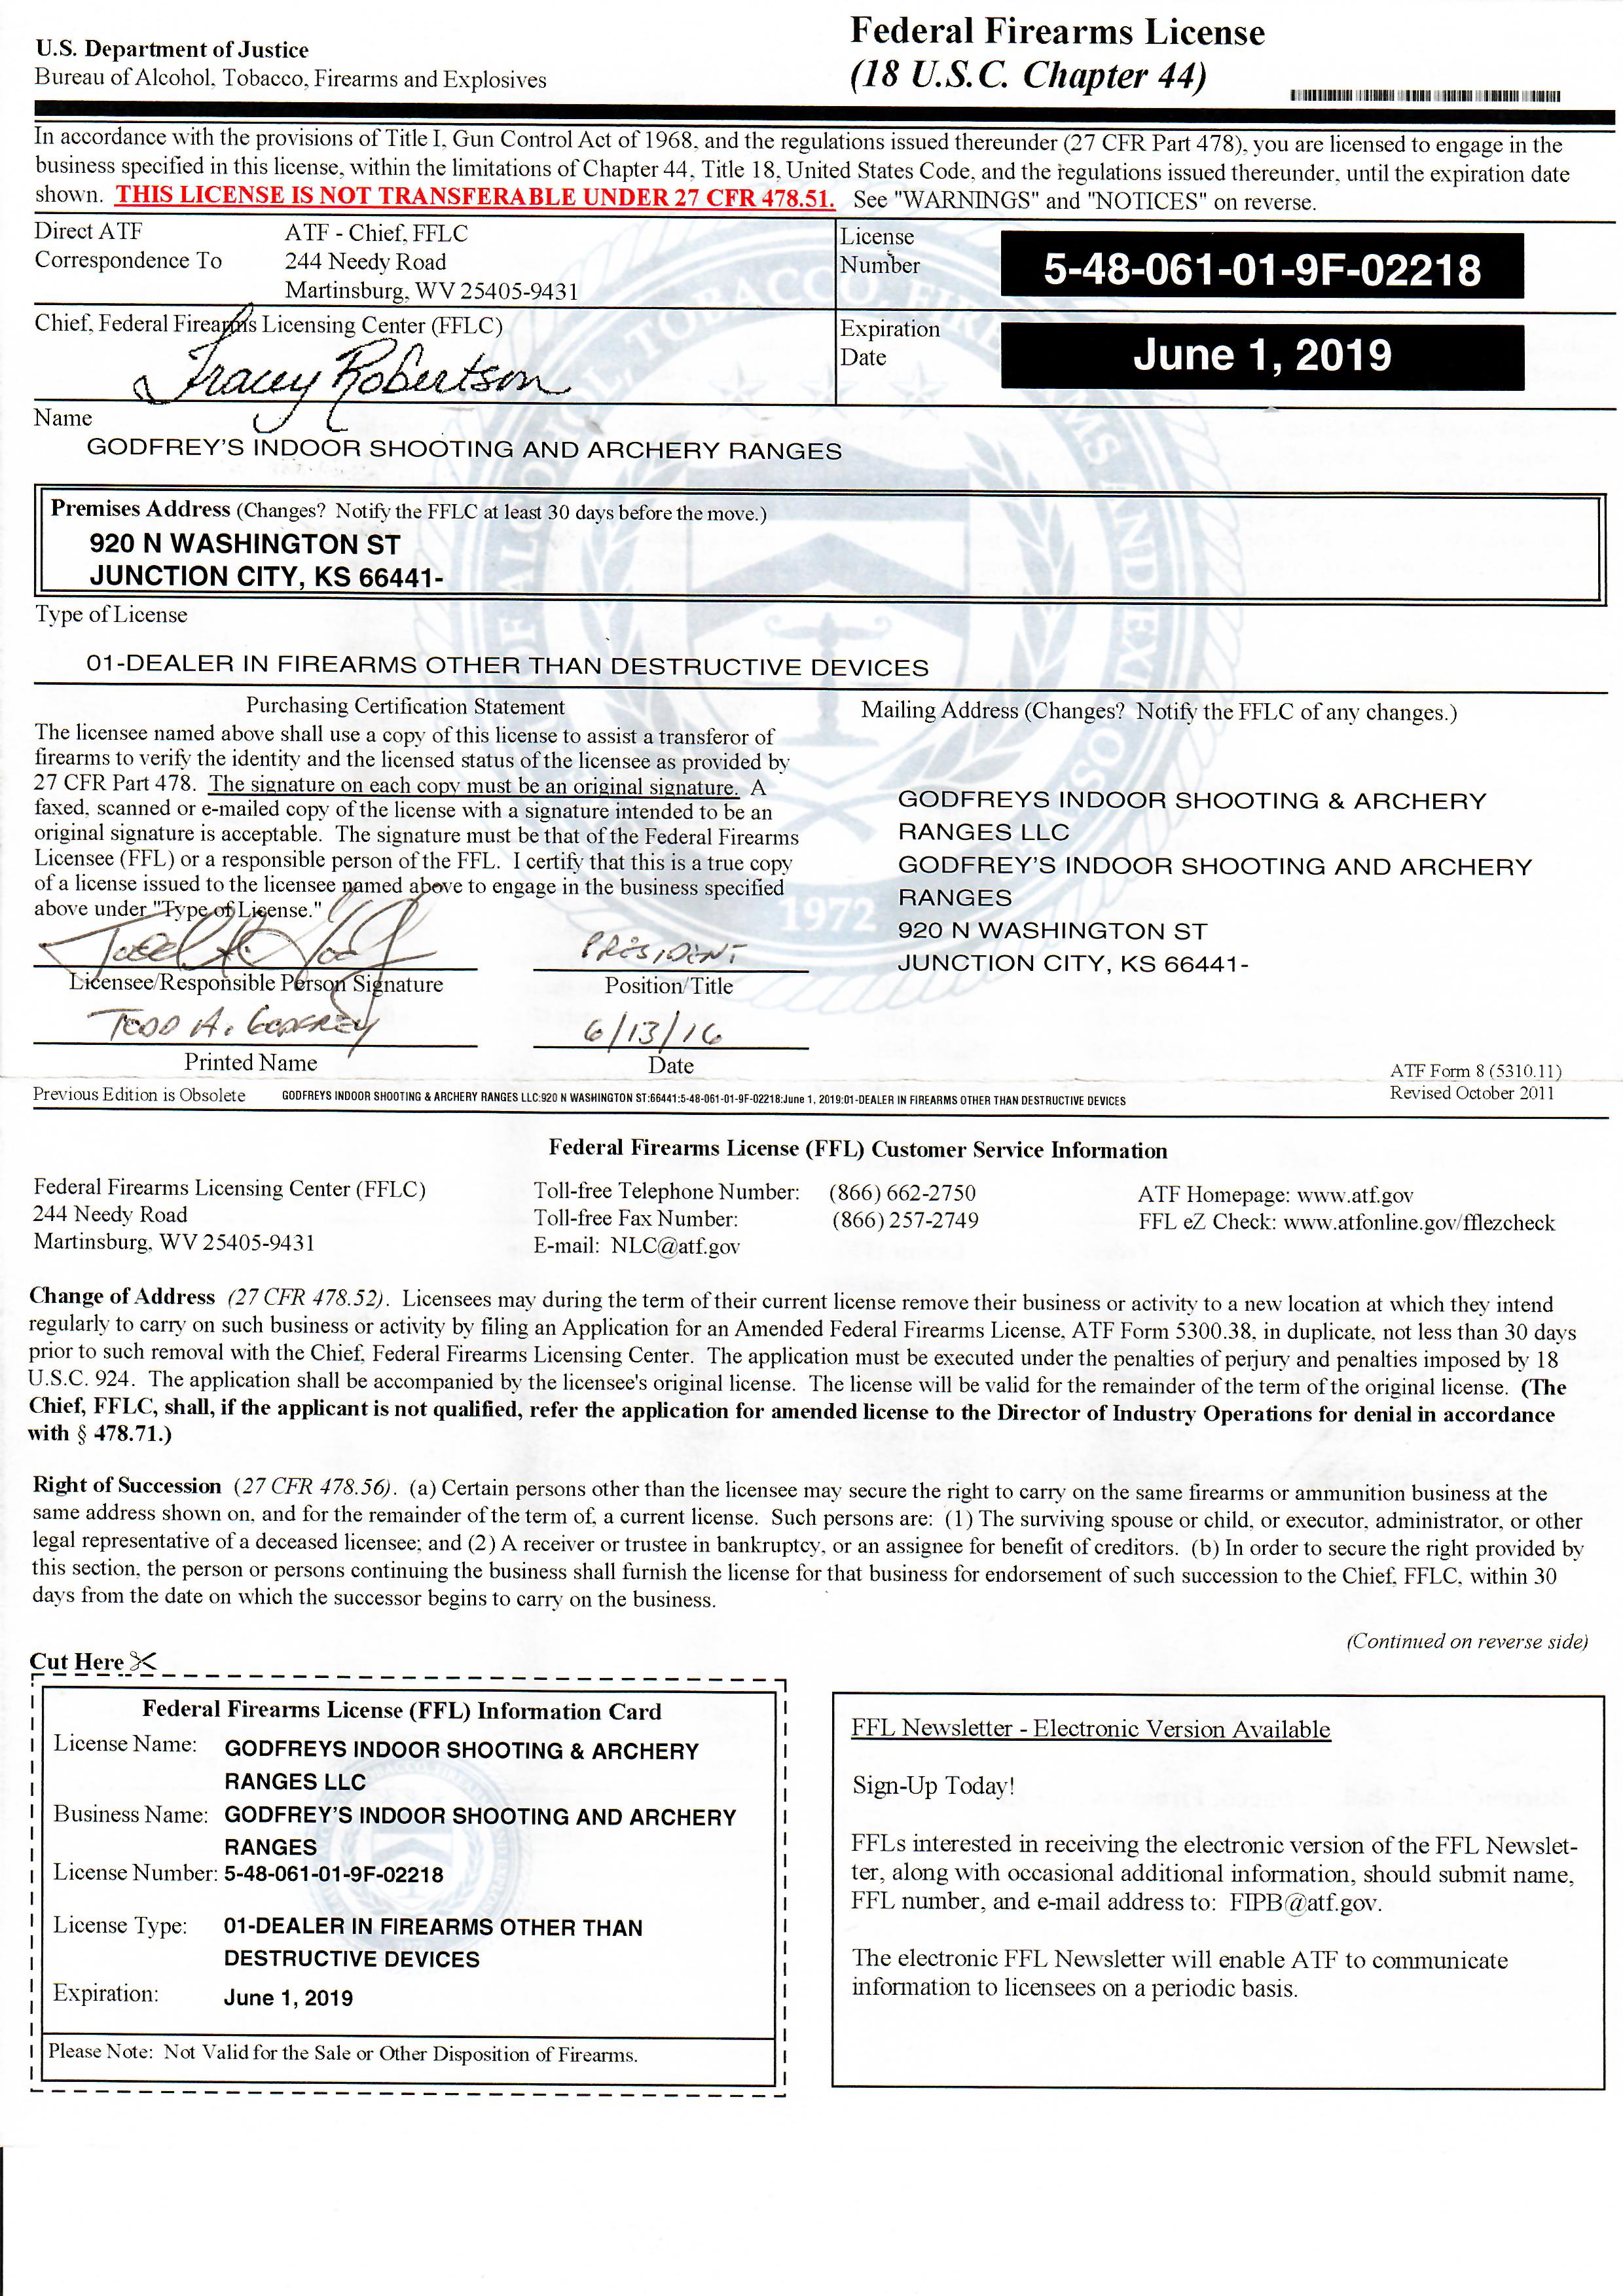 U.S. Department of Justice
Bureau of Alcohol, Tobacco, Firearms and Explosives
Federal Firearms License
(18 U.S.C. Chapter 44)
In accordance with the provisions of Title I, Gun Control Act of 1968, and the regulations issued thereunder (27 CFR Part 478), you are licensed to engage in the
business specified in this license, within the limitations of Chapter 44, Title 18, United States Code, and the regulations issued thereunder, until the expiration date
shown. THIS LICENSE IS NOT TRANSFERABLE UNDER 27 CFR 478.51. See "WARNINGS" and "NOTICES" on reverse.
Direct ATF
Correspondence To
ATF - Chief, FFLC
244 Needy Road
Martinsburg, WV 25405-9431
License
Number
5-48-061-01-9F-02218
Chief, Federal Firearms Licensing Center (FFLC)
Tracey Robertson
Expiration
Date
June 1, 2019
Name
GODFREY'S INDOOR SHOOTING AND ARCHERY RANGES
Premises Address (Changes? Notify the FFLC at least 30 days before the move.)
920 N WASHINGTON ST
JUNCTION CITY, KS 66441-
Type of License
01-DEALER IN FIREARMS OTHER THAN DESTRUCTIVE DEVICES
Purchasing Certification Statement
The licensee named above shall use a copy of this license to assist a transferor of
firearms to verify the identity and the licensed status of the licensee as provided by
27 CFR Part 478. The signature on each copy must be an original signature. A
faxed, scanned or e-mailed copy of the license with a signature intended to be an
original signature is acceptable. The signature must be that of the Federal Firearms
Licensee (FFL) or a responsible person of the FFL. I certify that this is a true copy
of a license issued to the licensee named above to engage in the business specified
above under "Type of License."
PRESIDENT
Licensee/Responsible Person Signature
Position/Title
TODD A. GODFREY
6/13/16
Printed Name
Date
Mailing Address (Changes? Notify the FFLC of any changes.)
GODFREYS INDOOR SHOOTING & ARCHERY
RANGES LLC
GODFREY'S INDOOR SHOOTING AND ARCHERY
RANGES
920 N WASHINGTON ST
JUNCTION CITY, KS 66441-
1972
ATF Form 8 (5310.11)
Revised October 2011
Previous Edition is Obsolete
GODFREYS INDOOR SHOOTING & ARCHERY RANGES LLC:920 N WASHINGTON ST:66441:5-48-061-01-9F-02218:June 1, 2019:01-DEALER IN FIREARMS OTHER THAN DESTRUCTIVE DEVICES
Federal Firearms License (FFL) Customer Service Information
Federal Firearms Licensing Center (FFLC)
244 Needy Road
Martinsburg, WV 25405-9431
Toll-free Telephone Number: (866) 662-2750
Toll-free Fax Number: (866) 257-2749
E-mail: NLC@atf.gov
ATF Homepage: www.atf.gov
FFL eZ Check: www.atfonline.gov/fflezcheck
Change of Address (27 CFR 478.52). Licensees may during the term of their current license remove their business or activity to a new location at which they intend
regularly to carry on such business or activity by filing an Application for an Amended Federal Firearms License, ATF Form 5300.38, in duplicate, not less than 30 days
prior to such removal with the Chief, Federal Firearms Licensing Center. The application must be executed under the penalties of perjury and penalties imposed by 18
U.S.C. 924. The application shall be accompanied by the licensee's original license. The license will be valid for the remainder of the term of the original license. (The
Chief, FFLC, shall, if the applicant is not qualified, refer the application for amended license to the Director of Industry Operations for denial in accordance
with § 478.71.)
Right of Succession (27 CFR 478.56). (a) Certain persons other than the licensee may secure the right to carry on the same firearms or ammunition business at the
same address shown on, and for the remainder of the term of, a current license. Such persons are: (1) The surviving spouse or child, or executor, administrator, or other
legal representative of a deceased licensee; and (2) A receiver or trustee in bankruptcy, or an assignee for benefit of creditors. (b) In order to secure the right provided by
this section, the person or persons continuing the business shall furnish the license for that business for endorsement of such succession to the Chief, FFLC, within 30
days from the date on which the successor begins to carry on the business.
(Continued on reverse side)
Cut Here
Federal Firearms License (FFL) Information Card
License Name: GODFREYS INDOOR SHOOTING & ARCHERY
RANGES LLC
Business Name: GODFREY'S INDOOR SHOOTING AND ARCHERY
RANGES
License Number: 5-48-061-01-9F-02218
License Type: 01-DEALER IN FIREARMS OTHER THAN
DESTRUCTIVE DEVICES
Expiration: June 1, 2019
Please Note: Not Valid for the Sale or Other Disposition of Firearms.
FFL Newsletter - Electronic Version Available
Sign-Up Today!
FFLs interested in receiving the electronic version of the FFL Newslet-
ter, along with occasional additional information, should submit name,
FFL number, and e-mail address to: FIPB@atf.gov.
The electronic FFL Newsletter will enable ATF to communicate
information to licensees on a periodic basis.